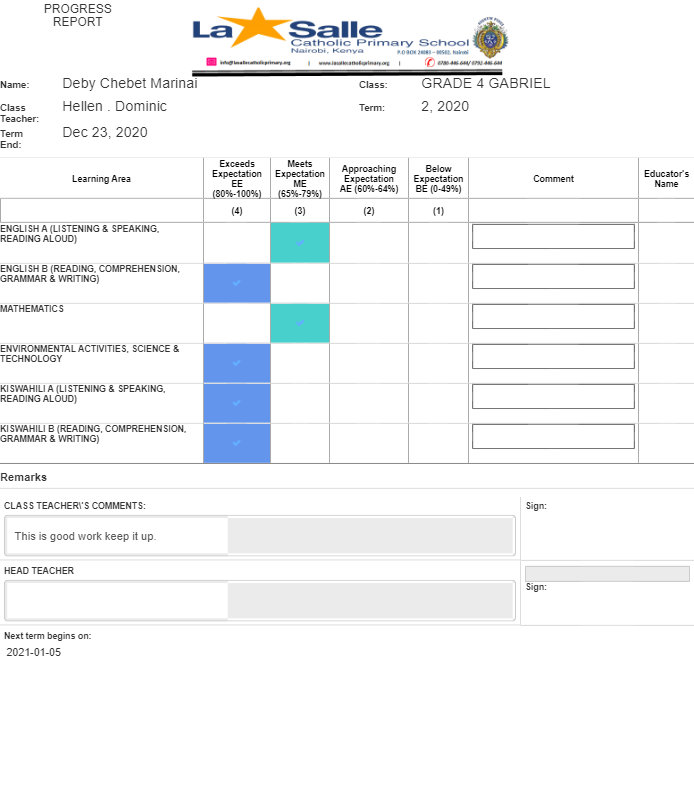 PROGRESS
REPORT
La Salle
Catholic Primary School
Nairobi, Kenya
P.O BOX 24083 - 00502, Nairobi
info@lasallecatholicprimary.org | www.lasallecatholicprimary.org | 0780-446-644/ 0792-446-644
Name: Deby Chebet Marinai Class: GRADE 4 GABRIEL
Class Teacher: Hellen . Dominic Term: 2, 2020
Term End: Dec 23, 2020
Learning Area
Exceeds Expectation EE (80%-100%)
Meets Expectation ME (65%-79%)
Approaching Expectation AE (60%-64%)
Below Expectation BE (0-49%)
Comment
Educator's Name
(4) (3) (2) (1)
ENGLISH A (LISTENING & SPEAKING,
READING ALOUD)
ENGLISH B (READING, COMPREHENSION,
GRAMMAR & WRITING)
MATHEMATICS
ENVIRONMENTAL ACTIVITIES, SCIENCE &
TECHNOLOGY
KISWAHILI A (LISTENING & SPEAKING,
READING ALOUD)
KISWAHILI B (READING, COMPREHENSION,
GRAMMAR & WRITING)
Remarks
CLASS TEACHER\'S COMMENTS: Sign:
This is good work keep it up.
HEAD TEACHER
Sign:
Next term begins on:
2021-01-05